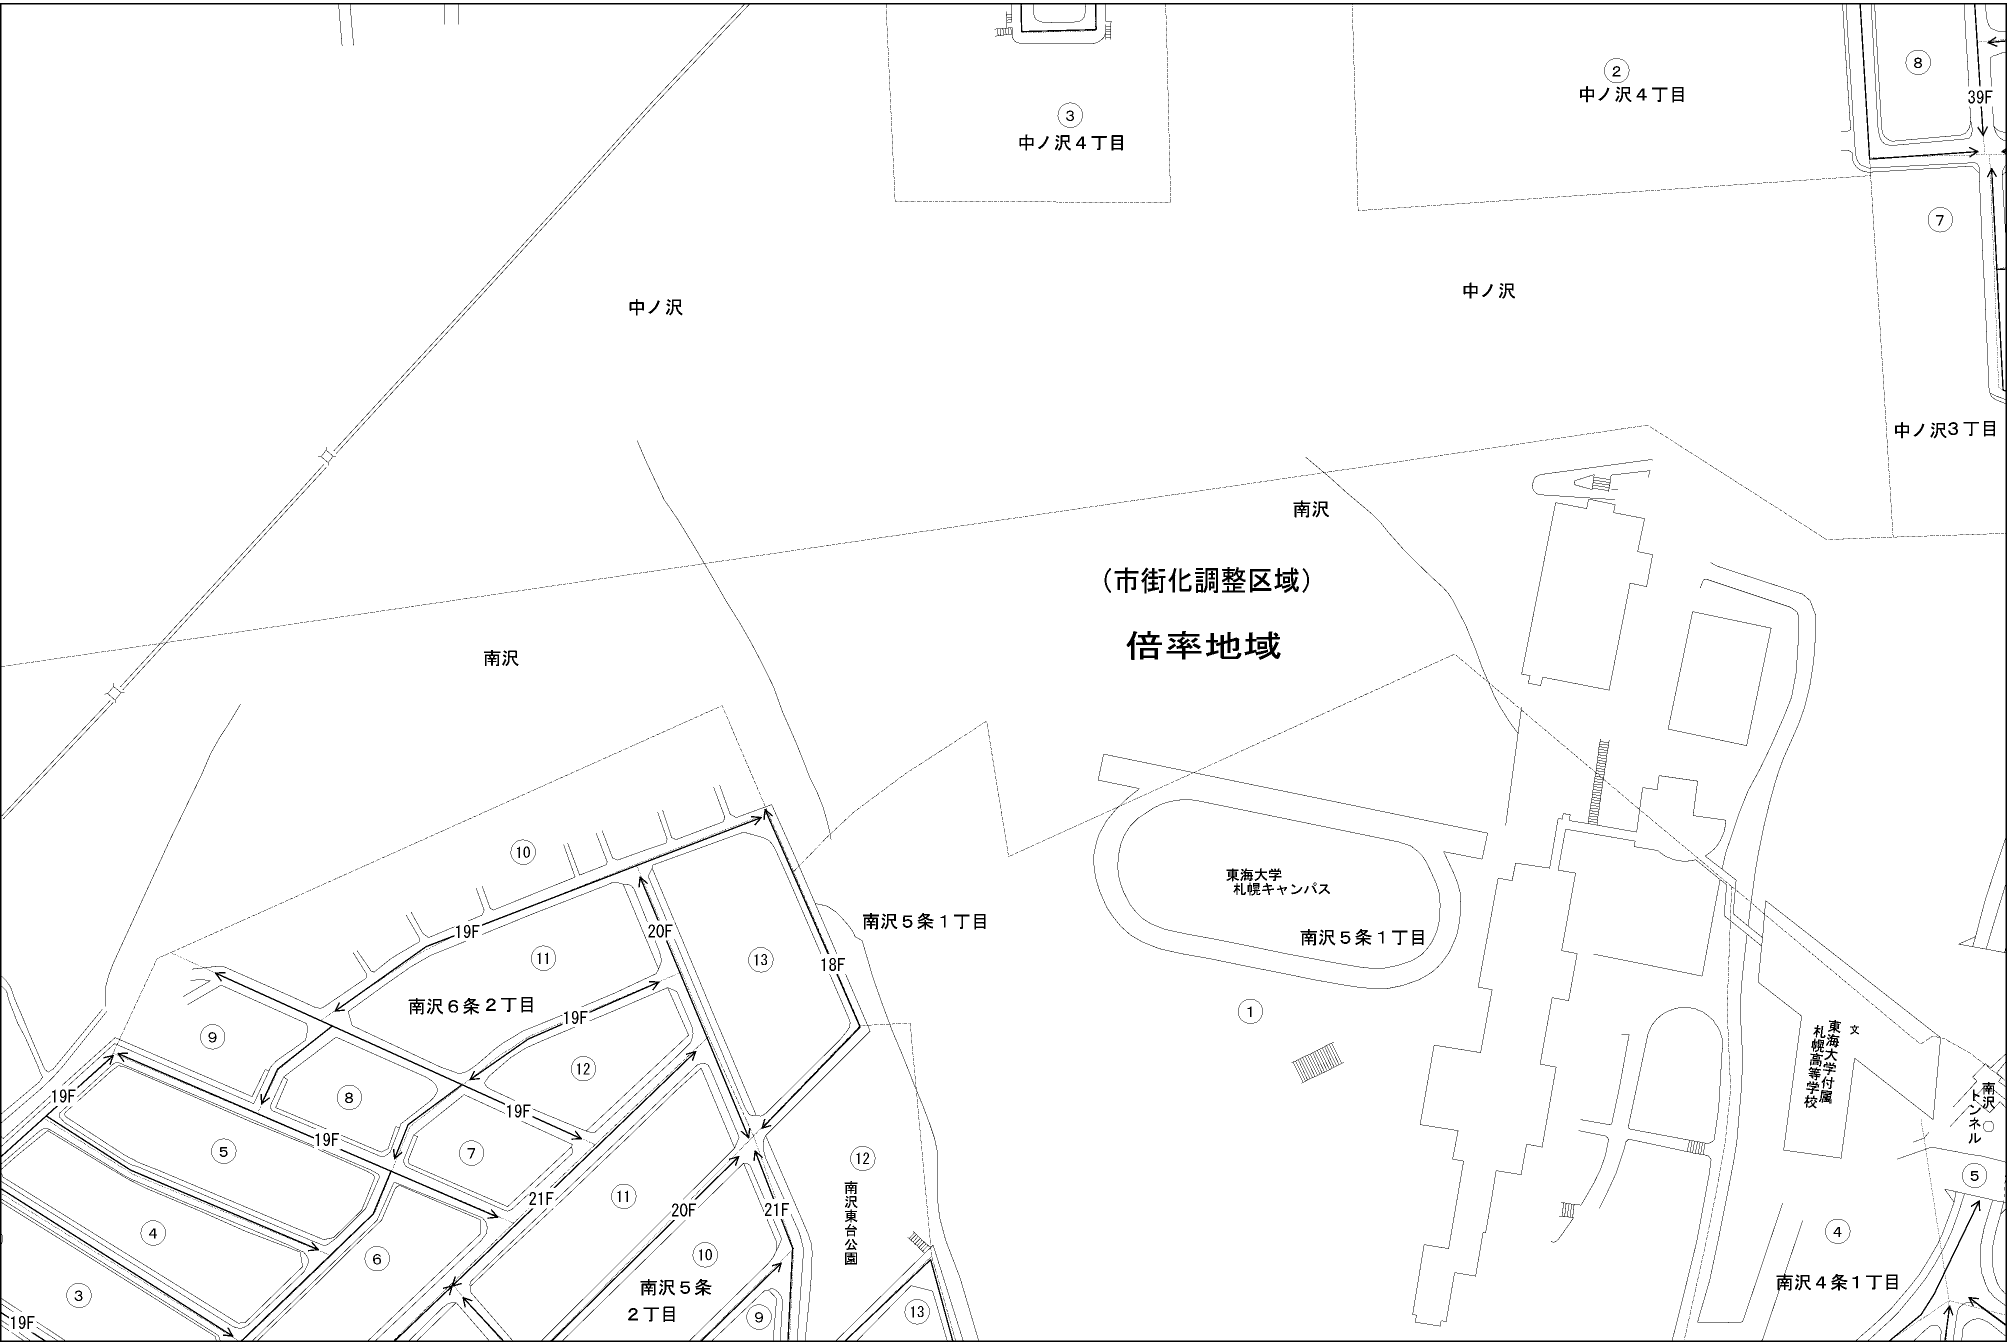 ②
中ノ沢４丁目
⑧
39F
③
中ノ沢４丁目
⑦
中ノ沢
中ノ沢
中ノ沢３丁目
南沢
（市街化調整区域）
倍率地域
南沢
⑩
東海大学
札幌キャンパス
南沢５条１丁目
南沢５条１丁目
19F
20F
⑪
⑬
18F
南沢６条２丁目
19F
①
⑨
⑫
⑧
19F
19F
19F
⑤
⑦
東海大学付属
札幌高等学校
文
南沢
トンネル
⑫
⑤
21F
⑪
20F
21F
南沢東台公園
④
⑥
⑩
④
南沢４条１丁目
南沢５条
２丁目
③
⑨
⑬
19F